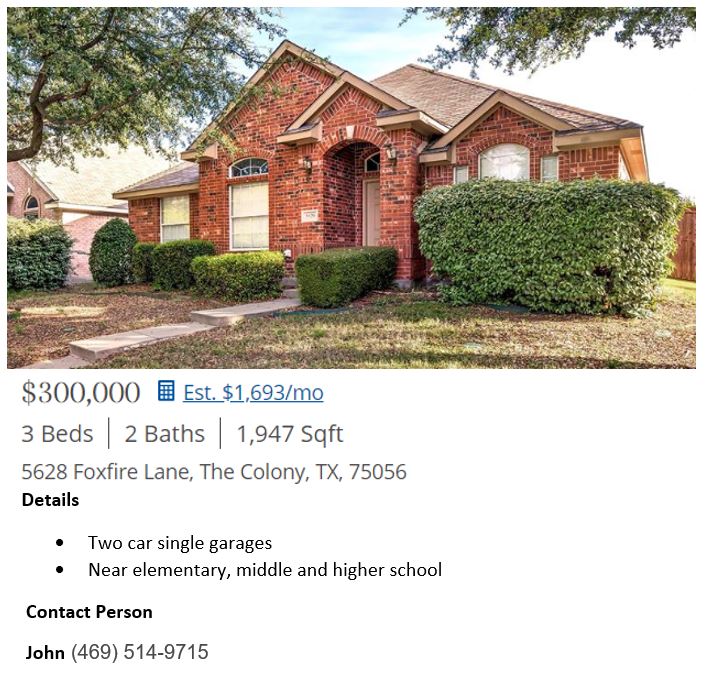 $300,000 Est. $1,693/mo
3 Beds | 2 Baths | 1,947 Sqft
5628 Foxfire Lane, The Colony, TX, 75056
Details
• Two car single garages
• Near elementary, middle and higher school
Contact Person
John (469) 514-9715